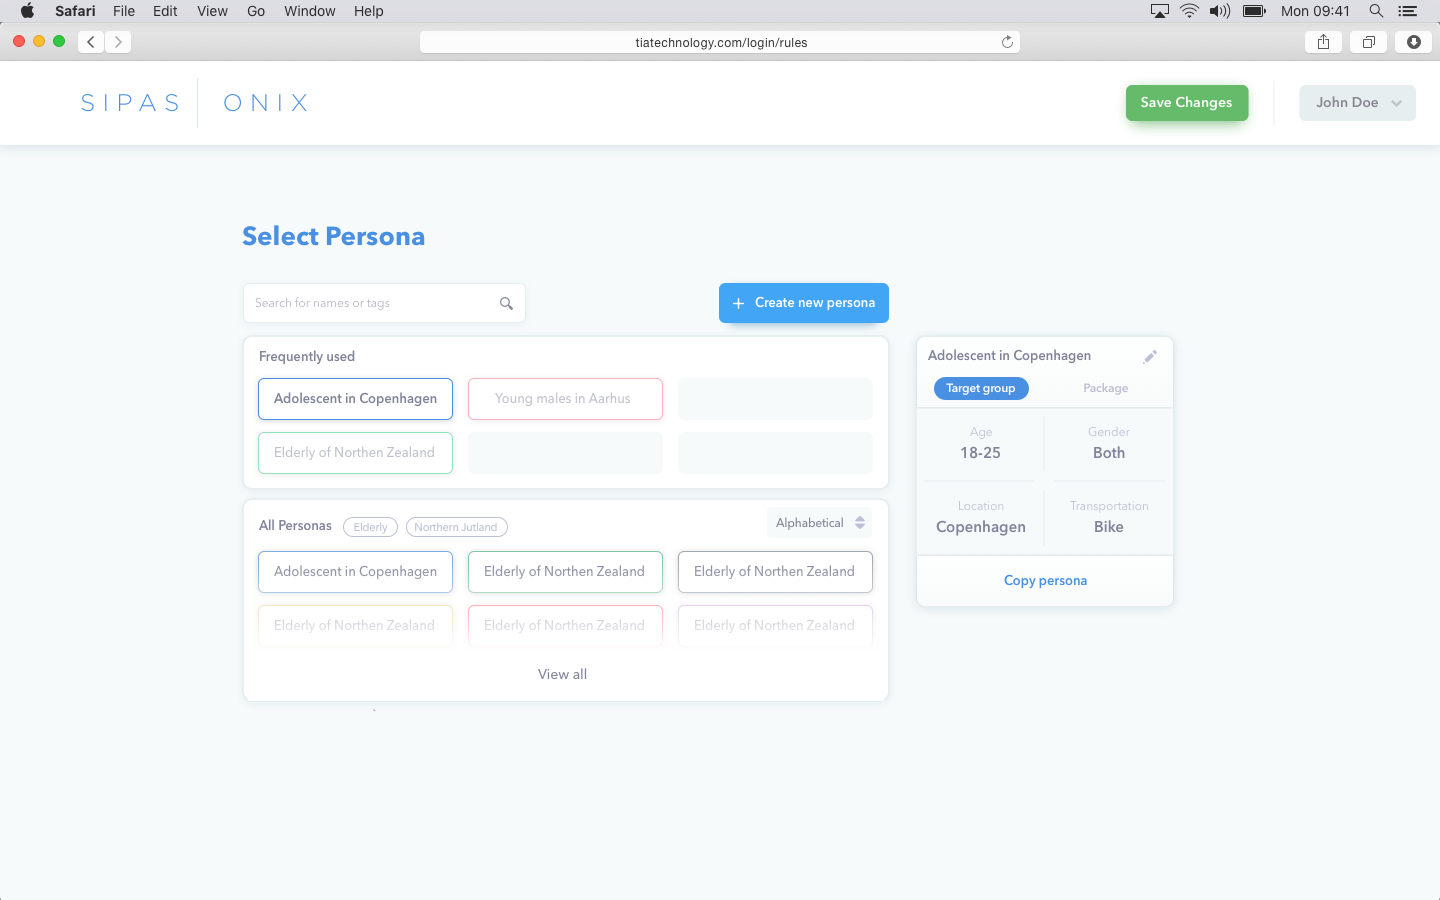 Safari File Edit View Go Window Help Mon 09:41
tiatechnology.com/login/rules
SIPAS ONIX Save Changes John Doe
Select Persona
Search for names or tags
+ Create new persona
Frequently used
Adolescent in Copenhagen Young males in Aarhus
Elderly of Northen Zealand
All Personas Elderly Northern Jutland Alphabetical
Adolescent in Copenhagen Elderly of Northen Zealand Elderly of Northen Zealand
Elderly of Northen Zealand Elderly of Northen Zealand Elderly of Northen Zealand
View all
Adolescent in Copenhagen
Target group Package
Age Gender
18-25 Both
Location Transportation
Copenhagen Bike
Copy persona